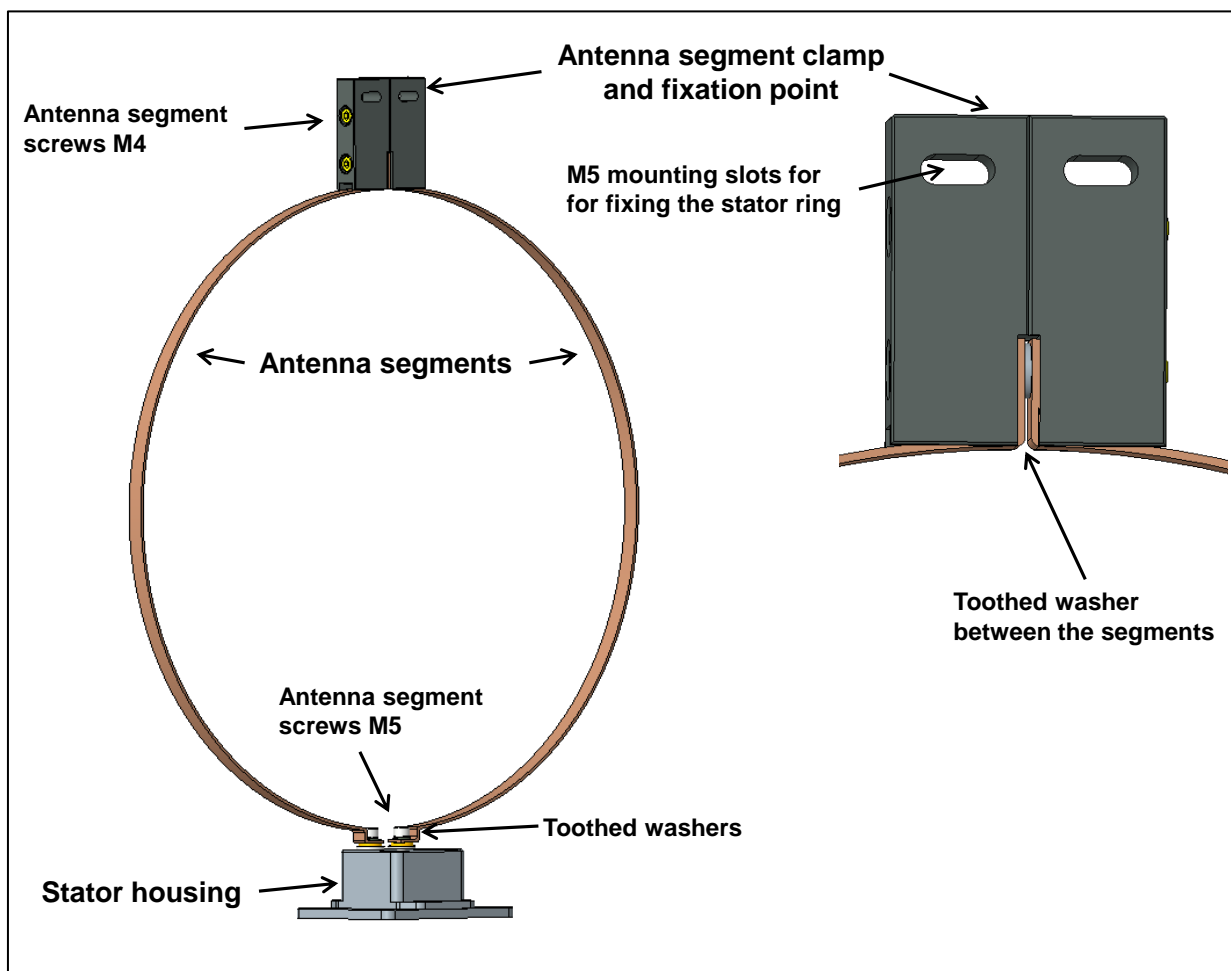 Antenna segment clamp
and fixation point
Antenna segment
screws M4
M5 mounting slots for
for fixing the stator ring
Antenna segments
Toothed washer
between the segments
Antenna segment
screws M5
Toothed washers
Stator housing